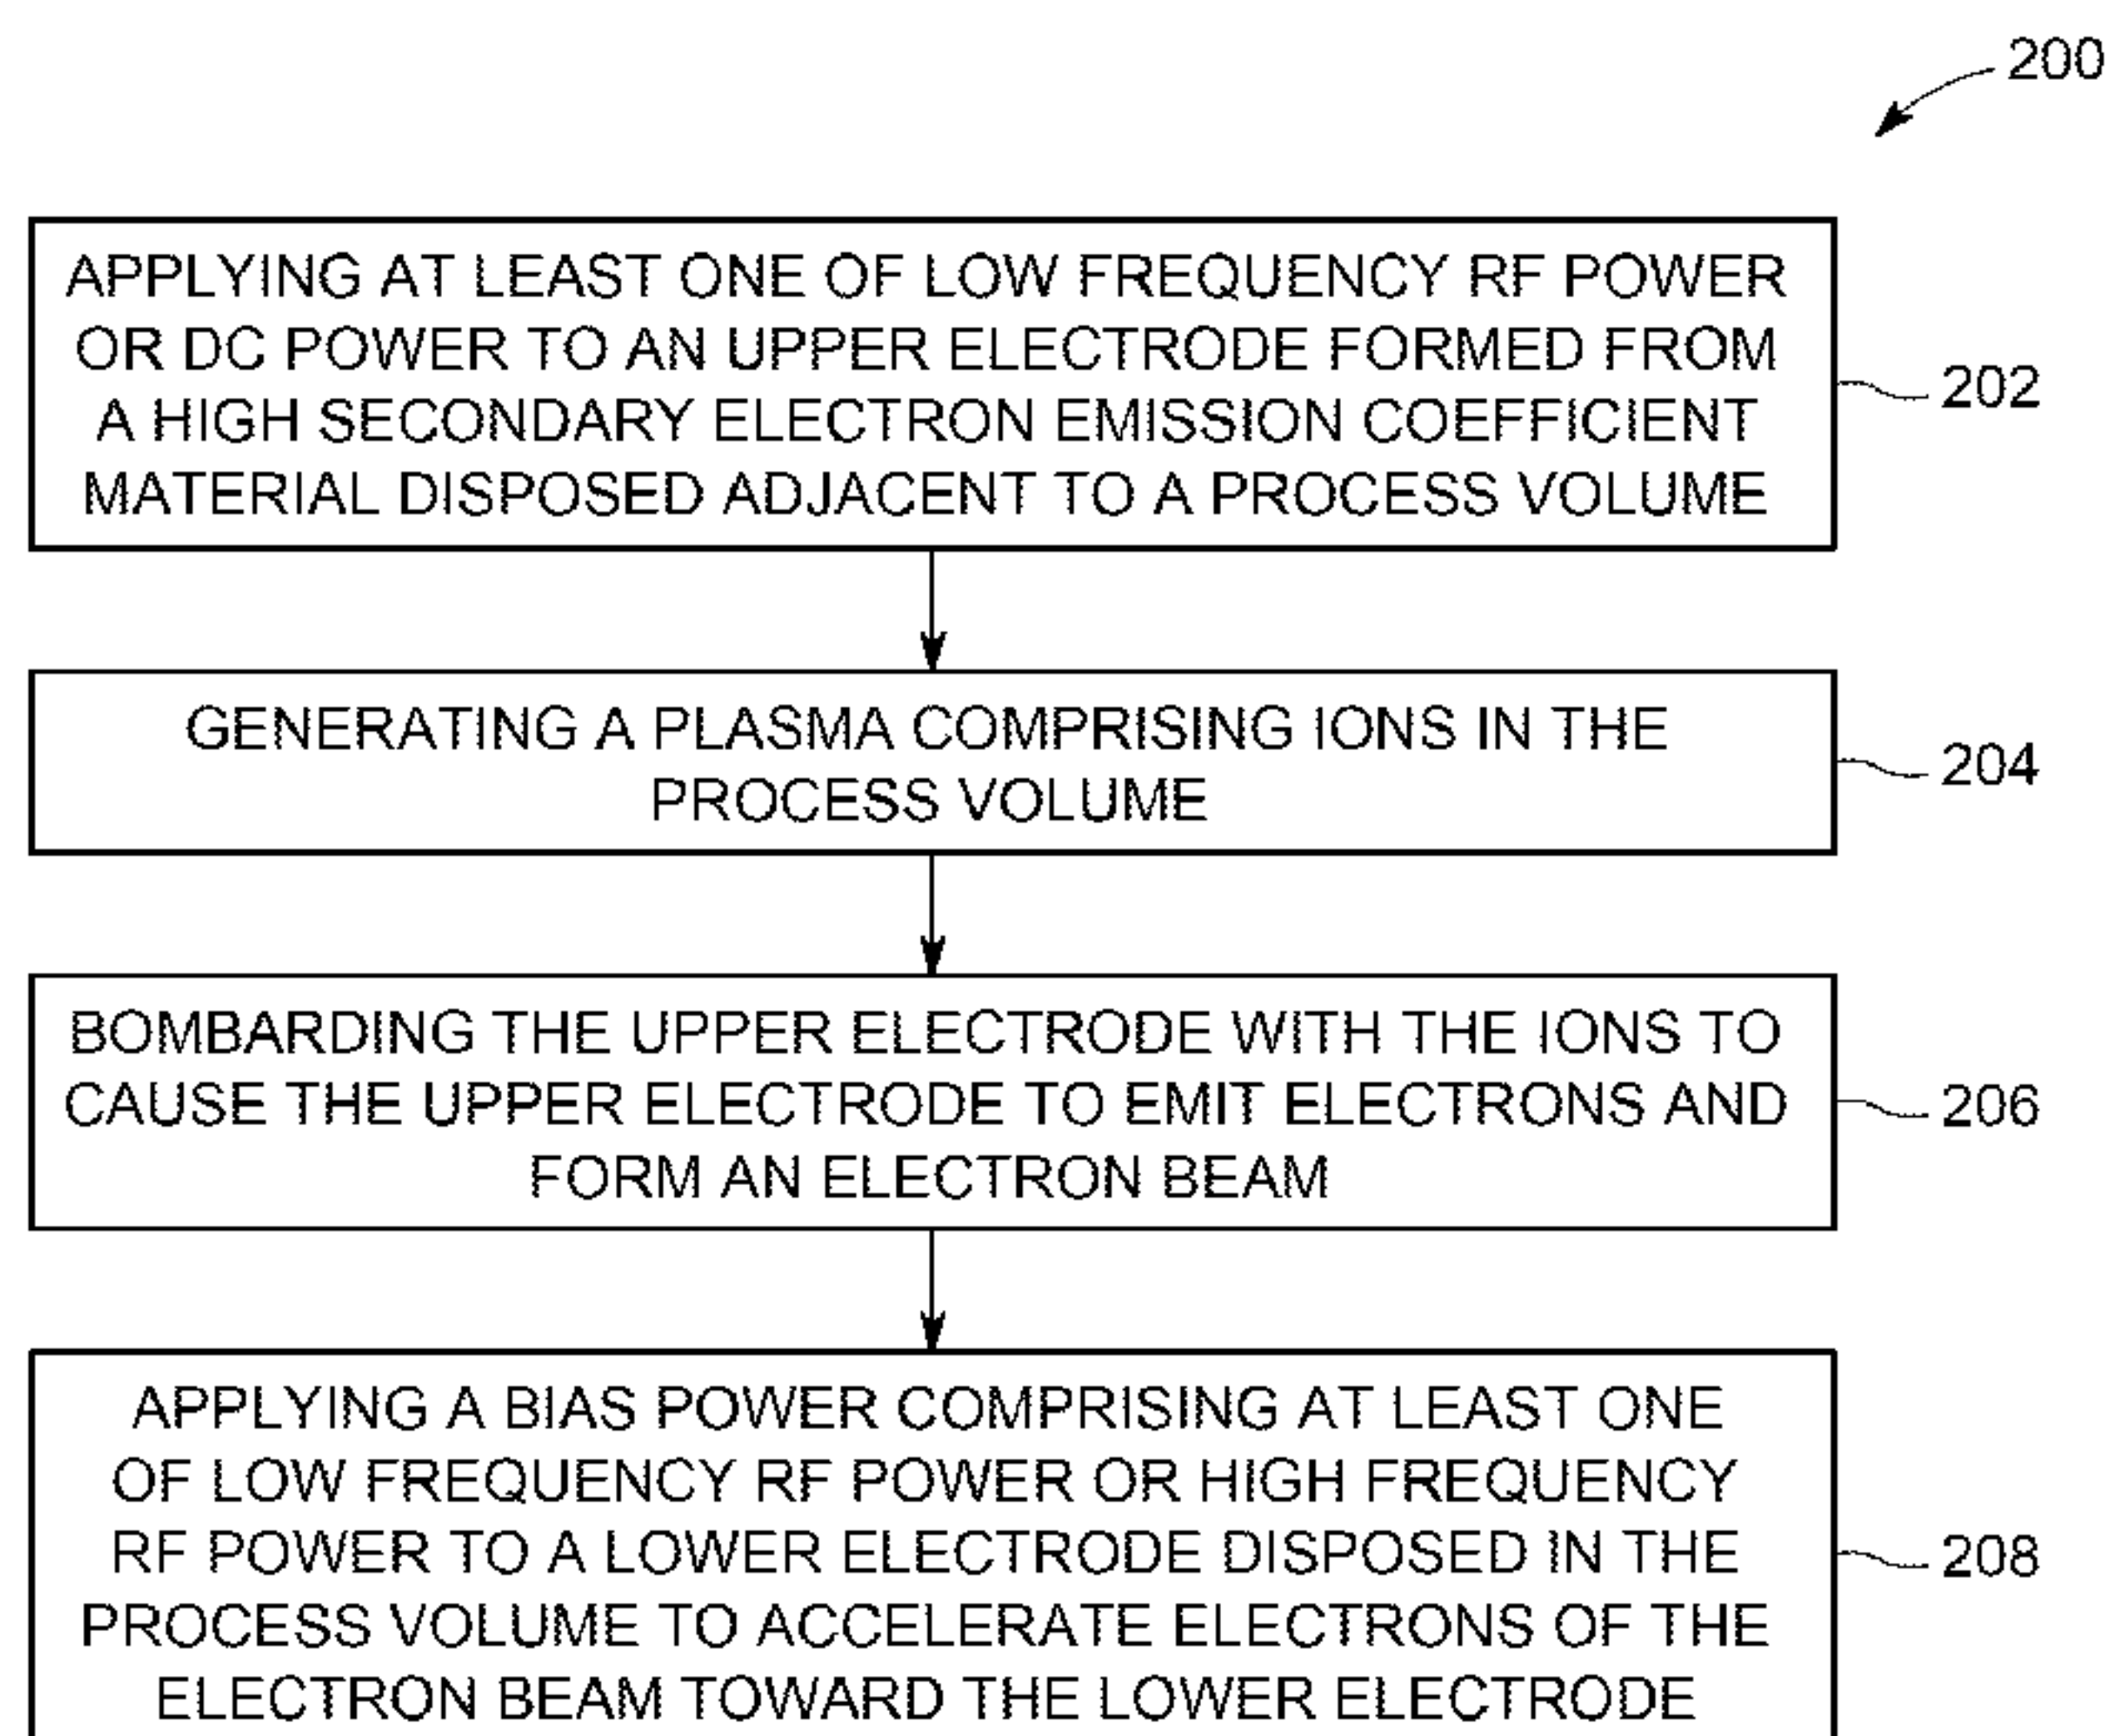 200
APPLYING AT LEAST ONE OF LOW FREQUENCY RF POWER
OR DC POWER TO AN UPPER ELECTRODE FORMED FROM
A HIGH SECONDARY ELECTRON EMISSION COEFFICIENT
MATERIAL DISPOSED ADJACENT TO A PROCESS VOLUME
202
GENERATING A PLASMA COMPRISING IONS IN THE
PROCESS VOLUME
204
BOMBARDING THE UPPER ELECTRODE WITH THE IONS TO
CAUSE THE UPPER ELECTRODE TO EMIT ELECTRONS AND
FORM AN ELECTRON BEAM
206
APPLYING A BIAS POWER COMPRISING AT LEAST ONE
OF LOW FREQUENCY RF POWER OR HIGH FREQUENCY
RF POWER TO A LOWER ELECTRODE DISPOSED IN THE
PROCESS VOLUME TO ACCELERATE ELECTRONS OF THE
ELECTRON BEAM TOWARD THE LOWER ELECTRODE
208